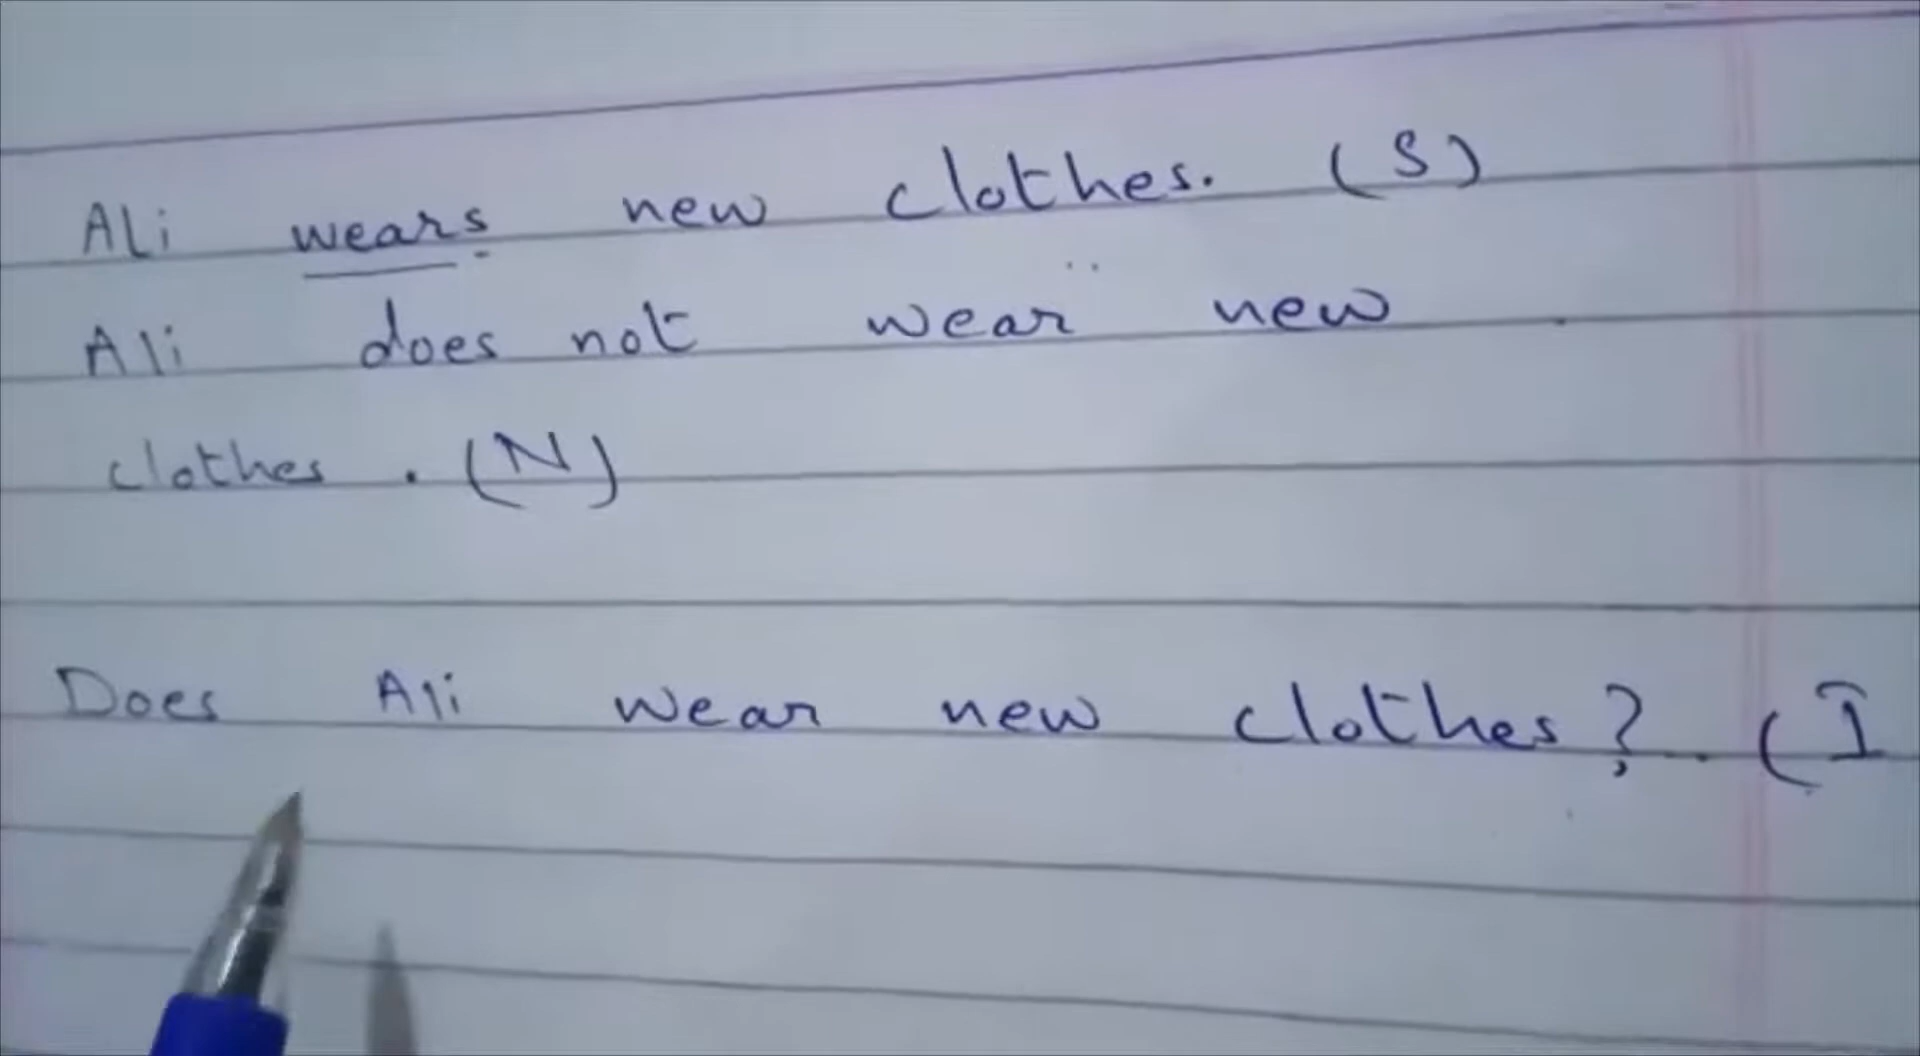 Ali wears new clothes. (S)
Ali does not wear new
clothes. (N)
Does Ali wear new clothes? (I